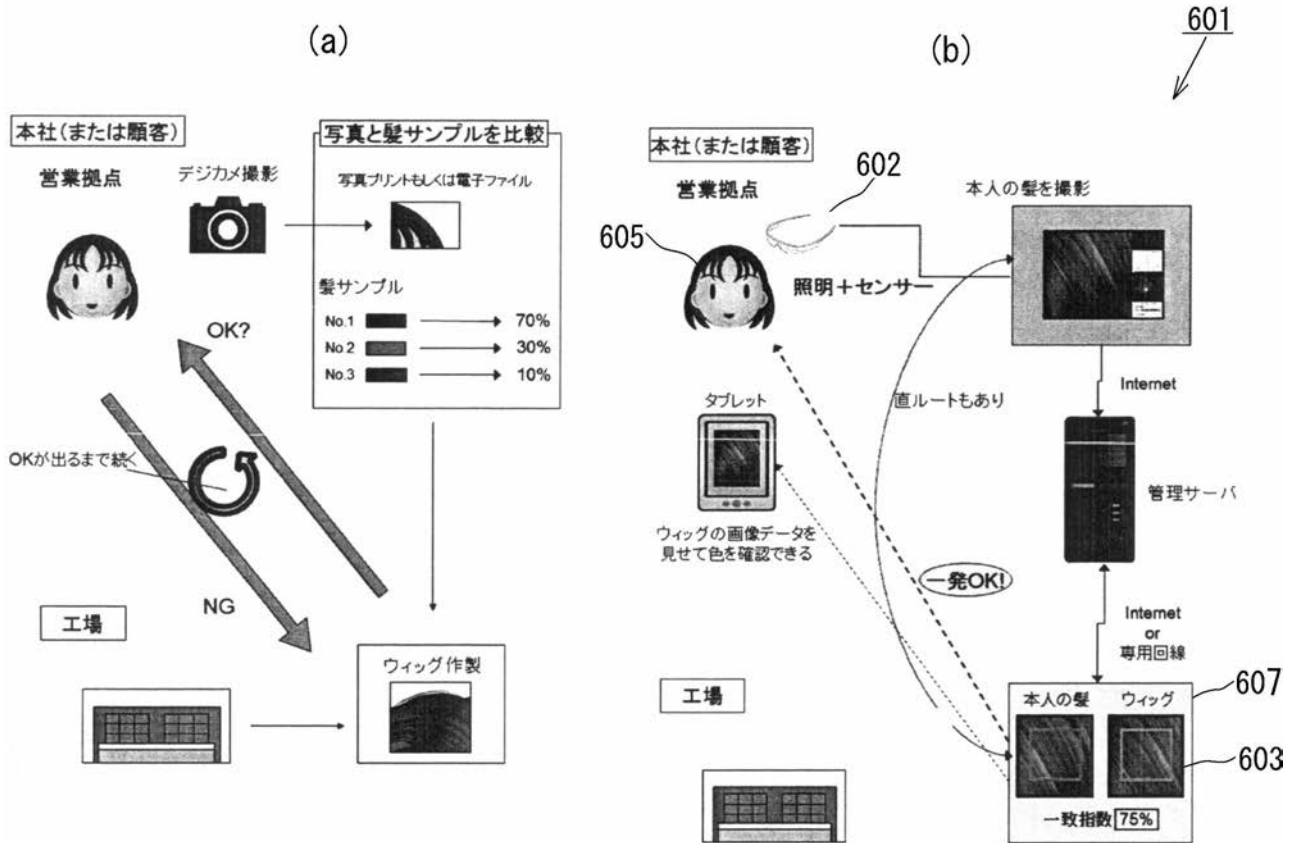 (a)
本社(または顧客)
営業拠点
デジカメ撮影
写真と髪サンプルを比較
写真プリントもしくは電子ファイル
髪サンプル
No.1
70%
No.2
30%
No.3
10%
OK?
OKが出るまで続く
NG
工場
ウィッグ作製
(b)
601
本社(または顧客)
営業拠点
602
605
照明+センサー
本人の髪を撮影
Internet
直ルートもあり
タブレット
管理サーバ
ウィッグの画像データを
見せて色を確認できる
一発OK!
Internet
or
専用回線
工場
本人の髪
ウィッグ
607
603
一致指数 75%